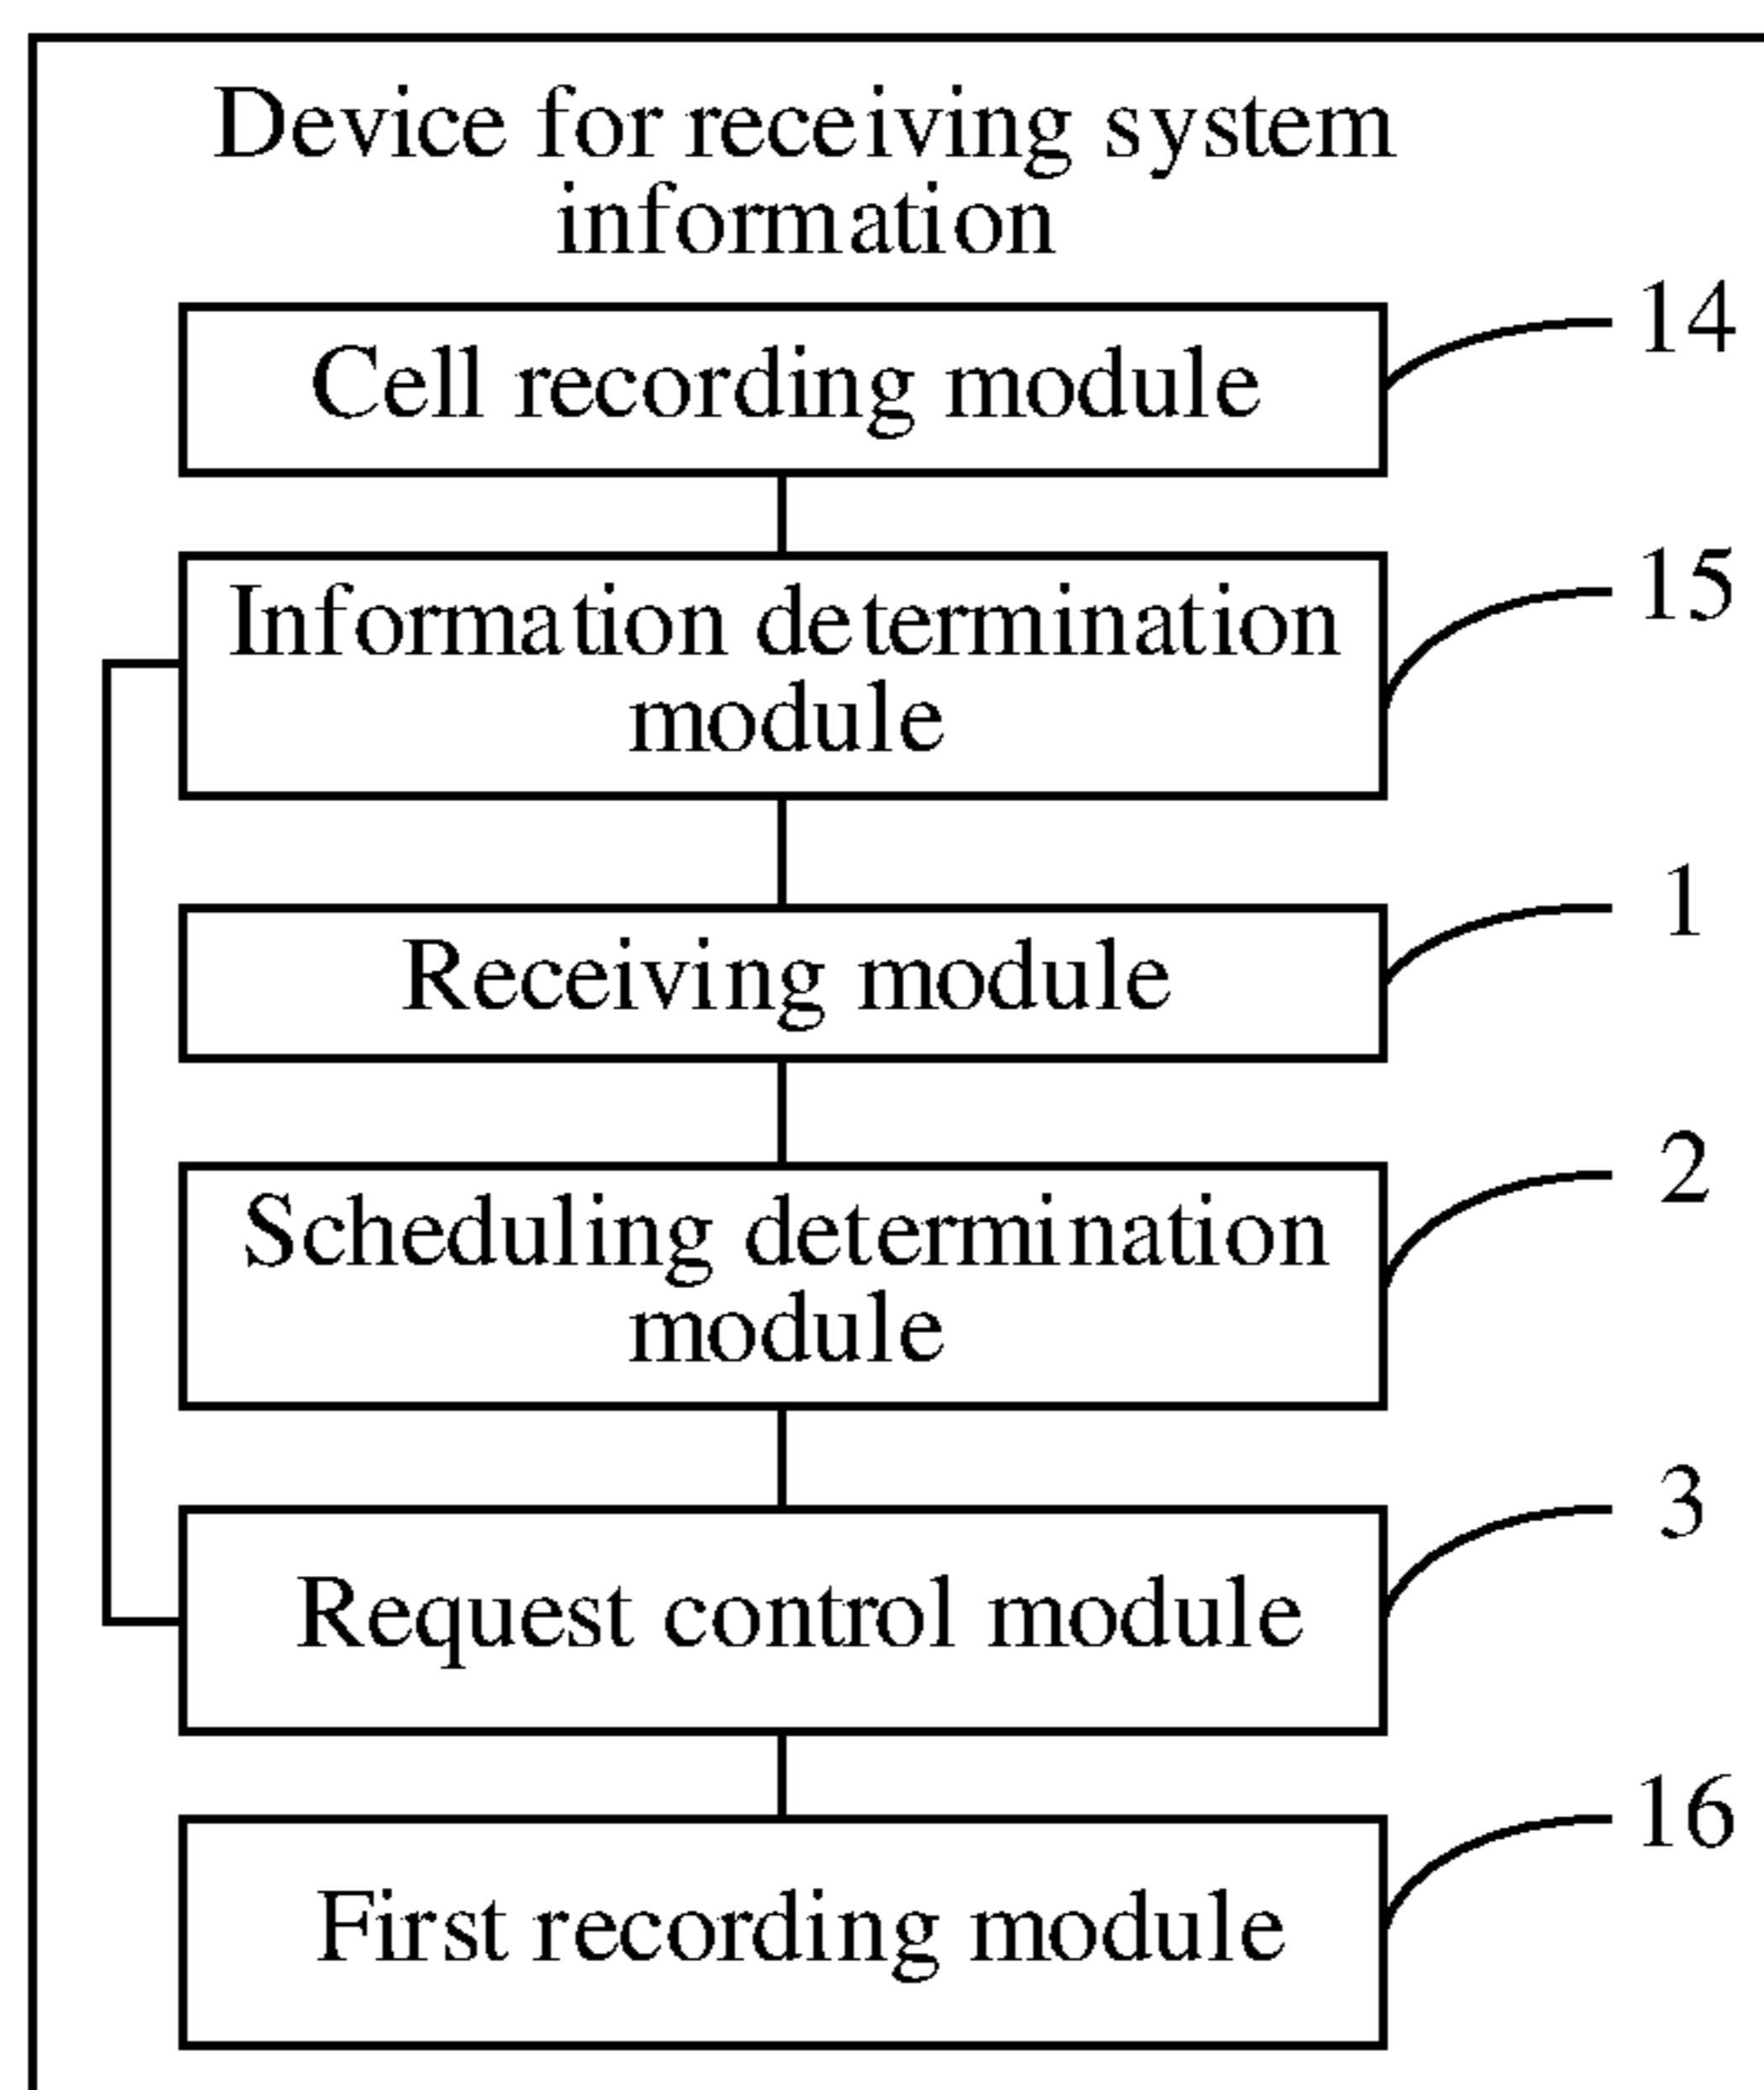 Device for receiving system
information
Cell recording module
14
Information determination
module
15
Receiving module
1
Scheduling determination
module
2
Request control module
3
First recording module
16